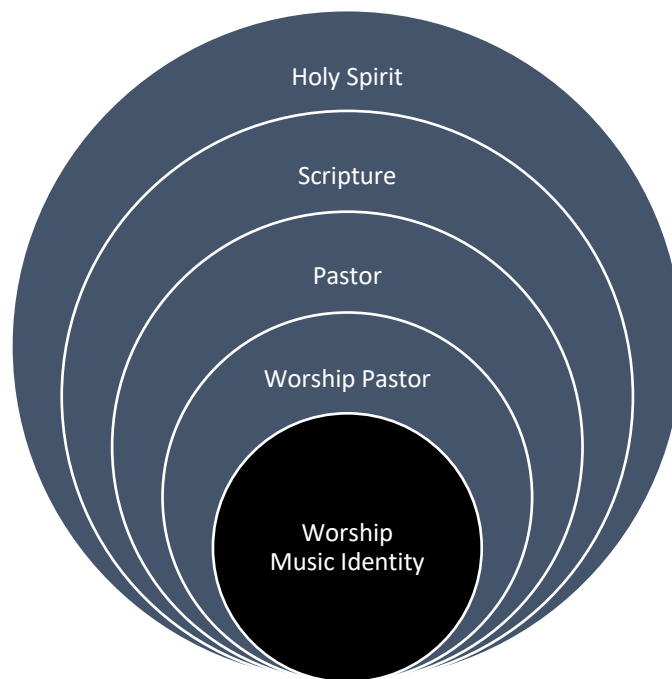 Holy Spirit
Scripture
Pastor
Worship Pastor
Worship
Music Identity